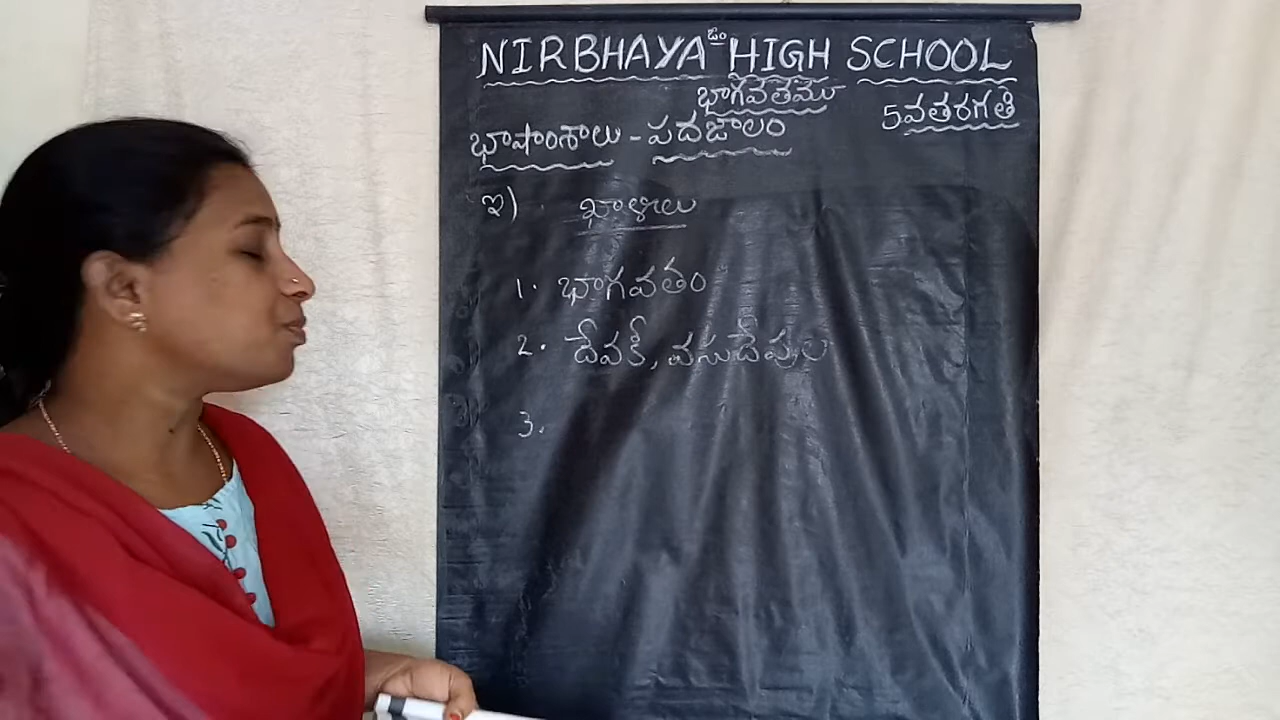 ఓం
NIRBHAYA HIGH SCHOOL
భాగవతము
5వతరగతి
భాషాంశాలు - పదజాలం
ఇ) ఖాళీలు
1. భాగవతం
2. దేవకీ, వసుదేవుల
3.